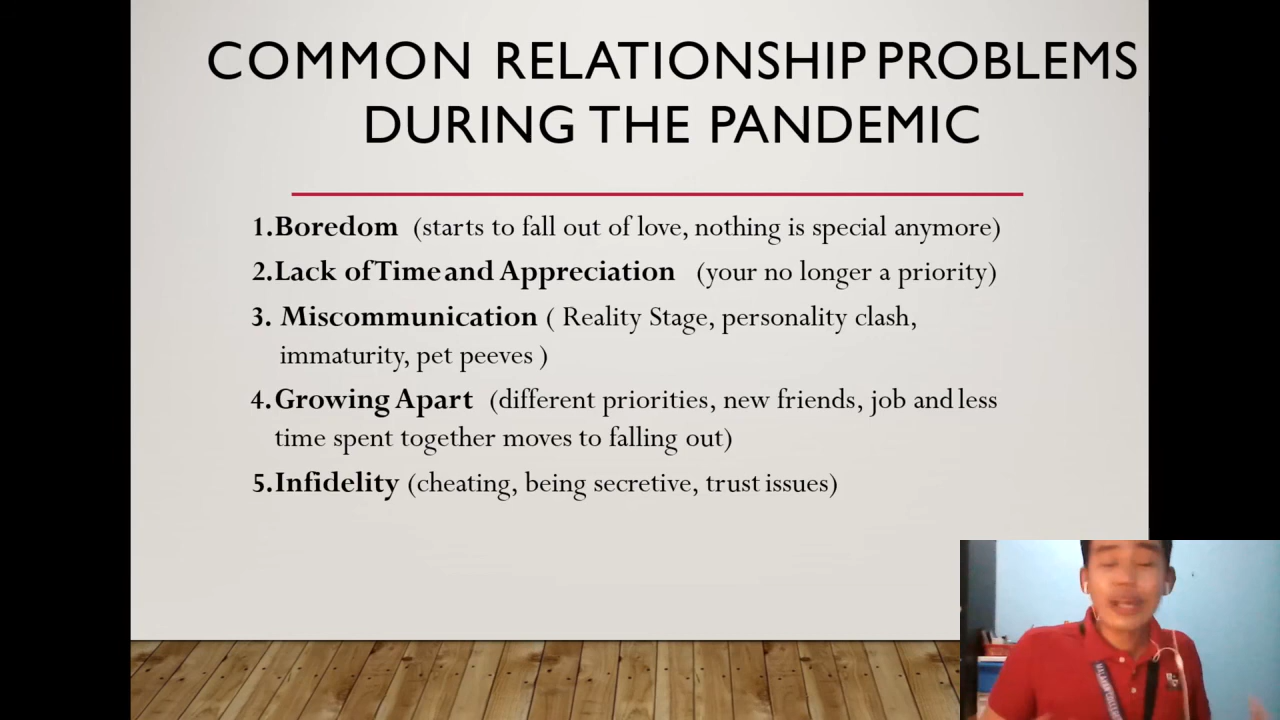 COMMON RELATIONSHIP PROBLEMS
DURING THE PANDEMIC
1.Boredom (starts to fall out of love, nothing is special anymore)
2.Lack of Time and Appreciation (your no longer a priority)
3. Miscommunication ( Reality Stage, personality clash,
immaturity, pet peeves )
4.Growing Apart (different priorities, new friends, job and less
time spent together moves to falling out)
5.Infidelity (cheating, being secretive, trust issues)